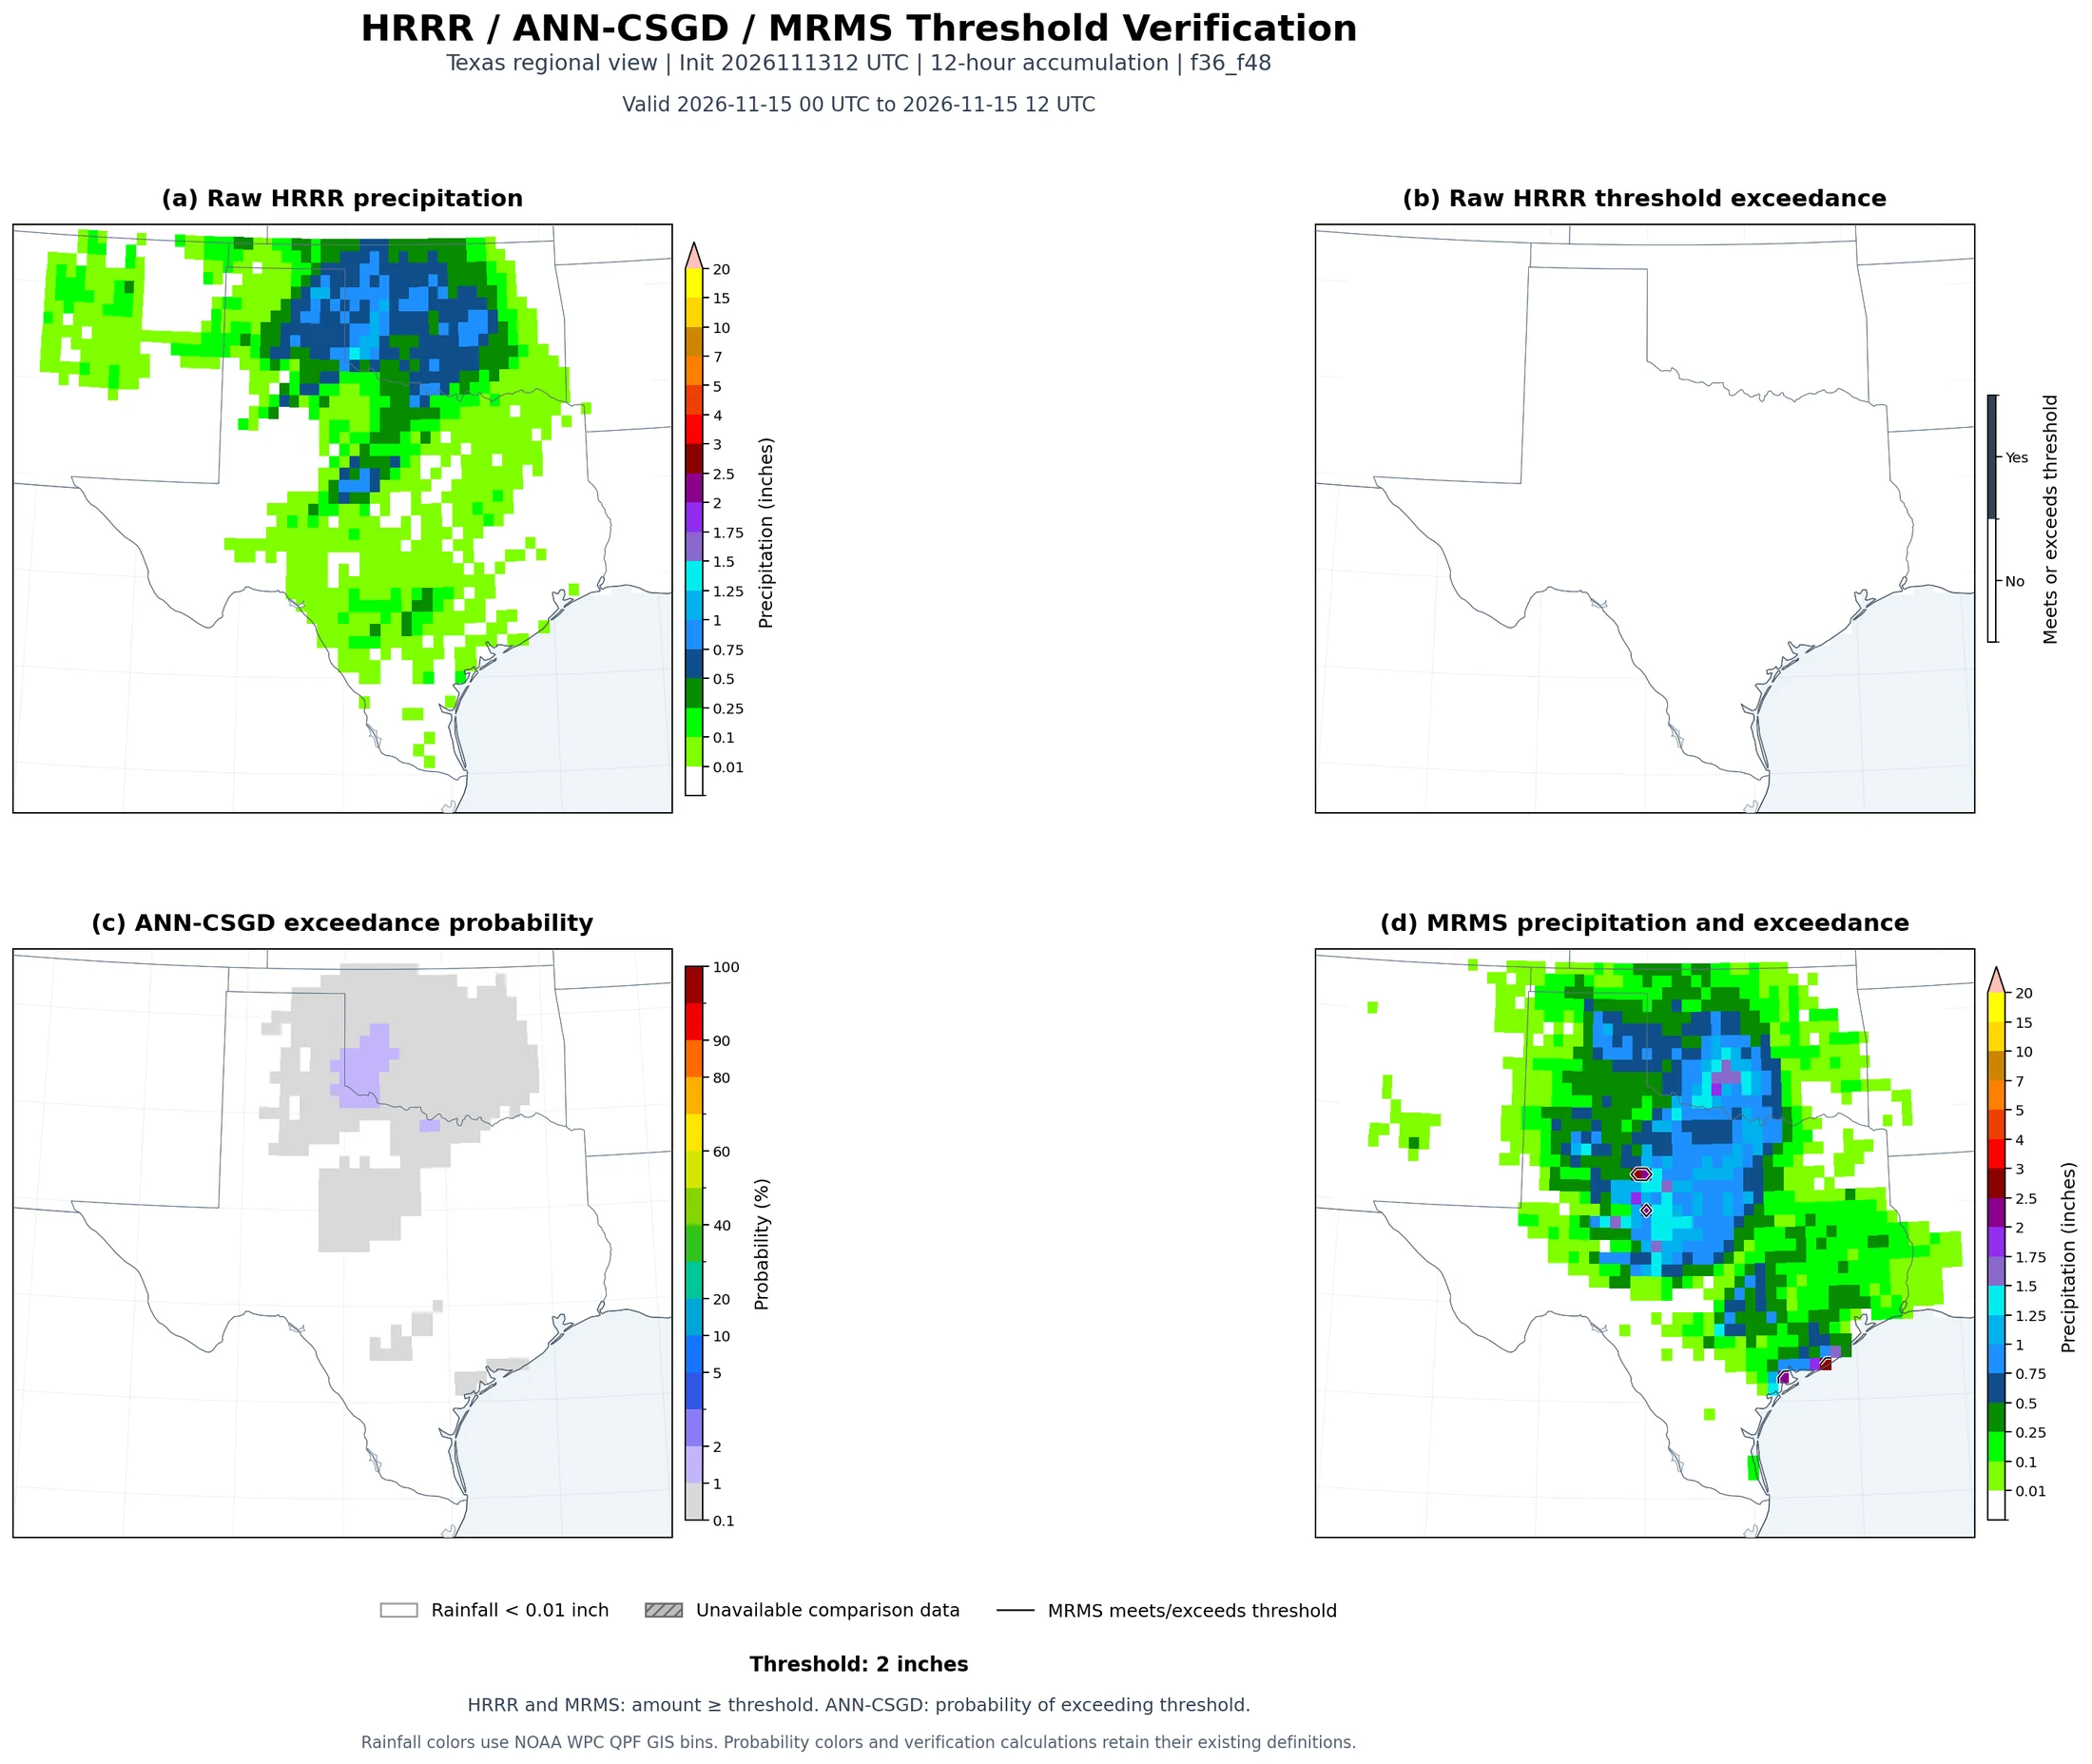 HRRR / ANN-CSGD / MRMS Threshold Verification
Texas regional view | Init 2026111312 UTC | 12-hour accumulation | f36_f48
Valid 2026-11-15 00 UTC to 2026-11-15 12 UTC
(a) Raw HRRR precipitation
20
15
10
7
5
4
3
2.5
2
1.75
1.5
1.25
1
0.75
0.5
0.25
0.1
0.01
Precipitation (inches)
(b) Raw HRRR threshold exceedance
Yes
No
Meets or exceeds threshold
(c) ANN-CSGD exceedance probability
100
90
80
60
40
20
10
5
2
1
0.1
Probability (%)
(d) MRMS precipitation and exceedance
20
15
10
7
5
4
3
2.5
2
1.75
1.5
1.25
1
0.75
0.5
0.25
0.1
0.01
Precipitation (inches)
Rainfall < 0.01 inch
Unavailable comparison data
MRMS meets/exceeds threshold
Threshold: 2 inches
HRRR and MRMS: amount ≥ threshold. ANN-CSGD: probability of exceeding threshold.
Rainfall colors use NOAA WPC QPF GIS bins. Probability colors and verification calculations retain their existing definitions.